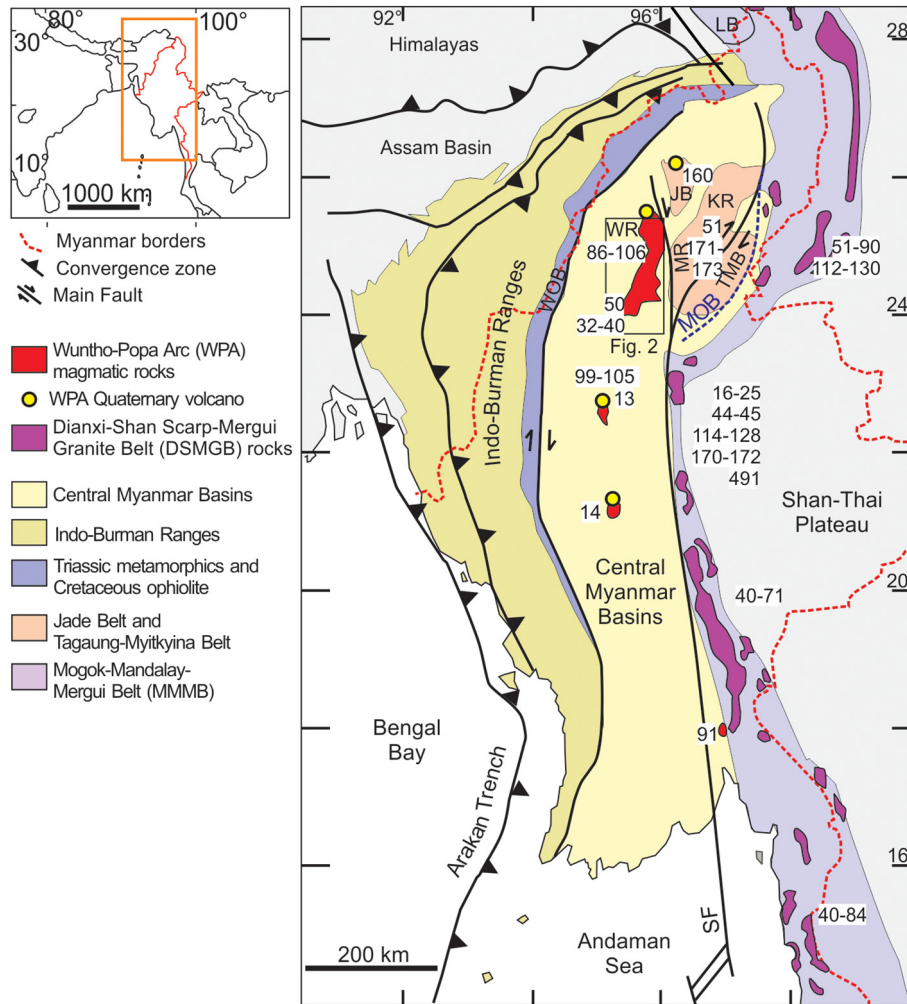 80°
100°
30
10°
1000 km
Myanmar borders
Convergence zone
Main Fault
Wuntho-Popa Arc (WPA)
magmatic rocks
WPA Quaternary volcano
Dianxi-Shan Scarp-Mergui
Granite Belt (DSMGB) rocks
Central Myanmar Basins
Indo-Burman Ranges
Triassic metamorphics and
Cretaceous ophiolite
Jade Belt and
Tagaung-Myitkyina Belt
Mogok-Mandalay-
Mergui Belt (MMMB)
92°
96°
LB
28
Himalayas
Assam Basin
160
JB
KR
WR
86-106
51
171-
173
MR
TMB
51-90
112-130
WOAA
50
32-40
MOB
24
Fig. 2
Indo-Burman Ranges
99-105
13
16-25
44-45
114-128
170-172
491
14
Shan-Thai
Plateau
Central
Myanmar
Basins
20
40-71
Bengal
Bay
91
Arakan Trench
16
40-84
SF
Andaman
Sea
200 km